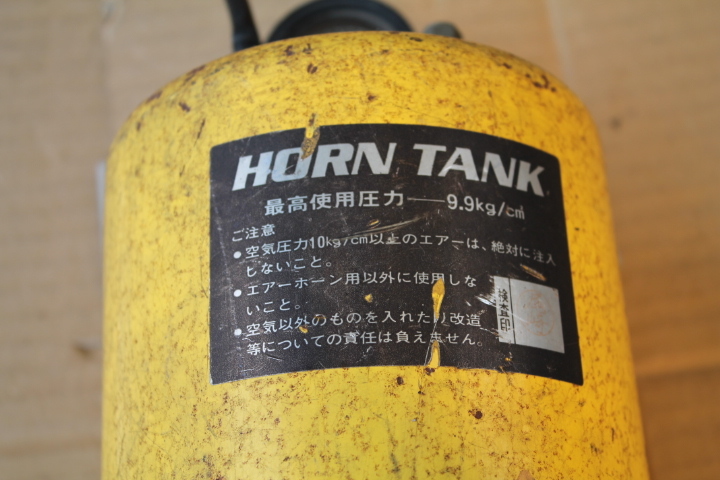 HORN TANK
最高使用圧力──9.9kg/c㎡
ご注意
●空気圧力10kg/cm以上のエアーは、絶対に注入
しないこと。
●エアーホーン用以外に使用しな
いこと。
●空気以外のものを入れたり改造
等についての責任は負えません。
検査印